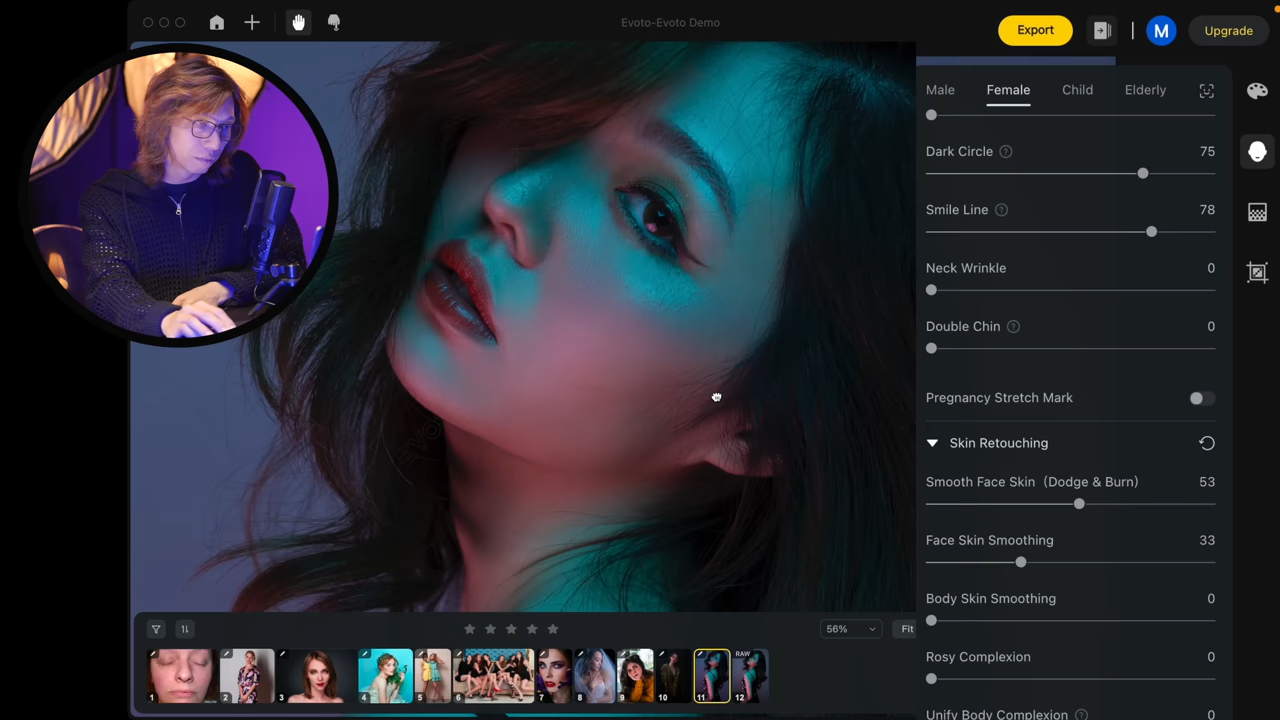 Evoto-Evoto Demo
Export
M
Upgrade
Male Female Child Elderly
Dark Circle ? 75
Smile Line ? 78
Neck Wrinkle 0
Double Chin ? 0
Pregnancy Stretch Mark
Skin Retouching
Smooth Face Skin (Dodge & Burn) 53
Face Skin Smoothing 33
Body Skin Smoothing 0
Rosy Complexion 0
Unify Body Complexion ? 0
56% Fit
RAW
1 2 3 4 5 6 7 8 9 10 11 12